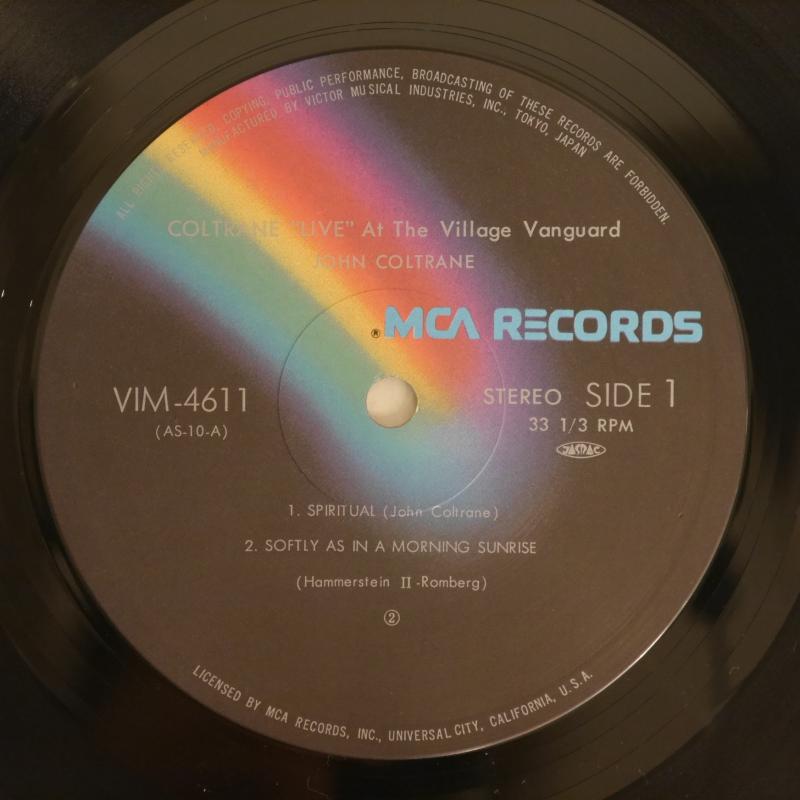 ALL RIGHTS RESERVED. COPYING, PUBLIC PERFORMANCE, BROADCASTING OF THESE RECORDS ARE FORBIDDEN.
MANUFACTURED BY VICTOR MUSICAL INDUSTRIES, INC., TOKYO, JAPAN
COLTRANE "LIVE" At The Village Vanguard
JOHN COLTRANE
® MCA RECORDS
VIM-4611
(AS-10-A)
STEREO SIDE 1
33 1/3 RPM
JASRAC
1. SPIRITUAL (John Coltrane)
2. SOFTLY AS IN A MORNING SUNRISE
(Hammerstein II-Romberg)
②
LICENSED BY MCA RECORDS, INC., UNIVERSAL CITY, CALIFORNIA, U.S.A.